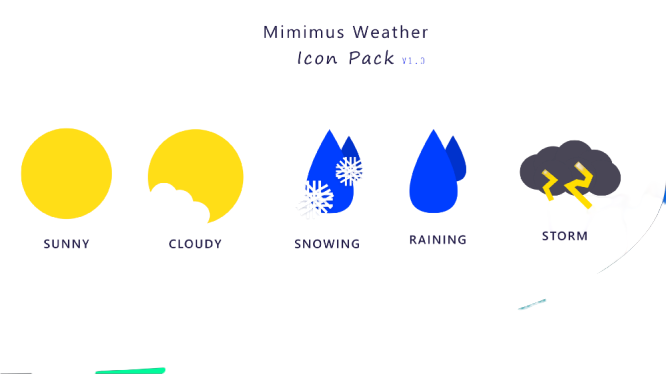 Mimimus Weather
Icon Pack V1.0
SUNNY
CLOUDY
SNOWING
RAINING
STORM